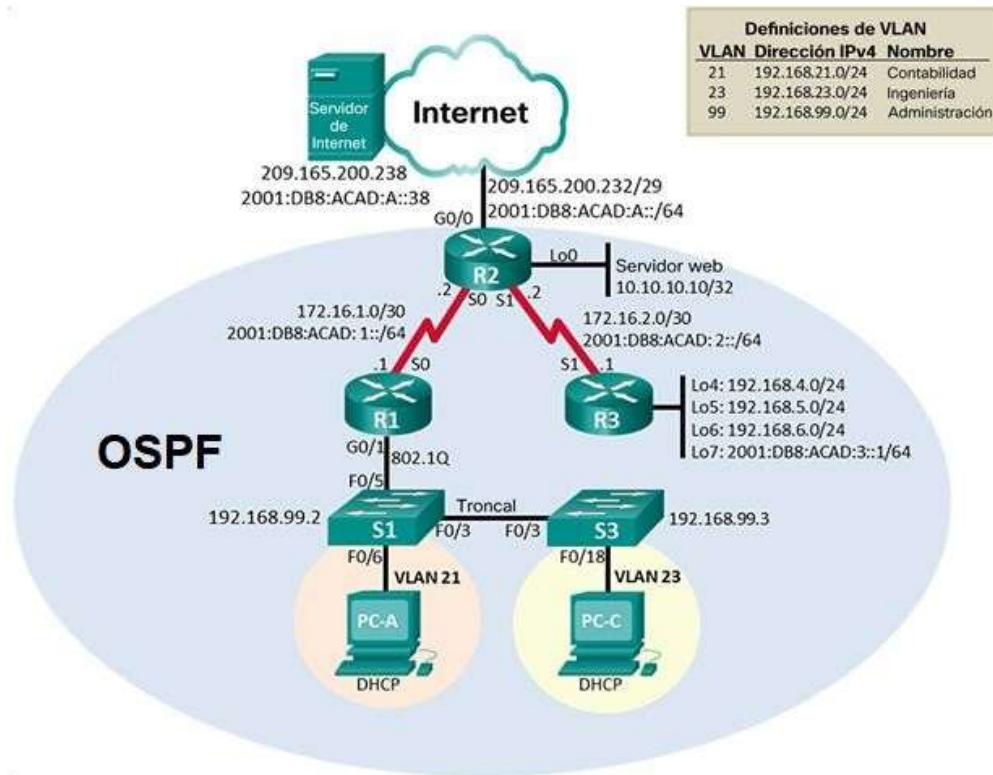 Definiciones de VLAN
VLAN Dirección IPv4 Nombre
21 192.168.21.0/24 Contabilidad
23 192.168.23.0/24 Ingeniería
99 192.168.99.0/24 Administración
Servidor
de
Internet
Internet
209.165.200.238
2001:DB8:ACAD:A::38
209.165.200.232/29
2001:DB8:ACAD:A::/64
G0/0
R2
Lo0
Servidor web
10.10.10.10/32
.2
S0
S1
.2
172.16.1.0/30
2001:DB8:ACAD: 1::/64
172.16.2.0/30
2001:DB8:ACAD: 2::/64
.1
S0
S1
.1
R1
R3
Lo4: 192.168.4.0/24
Lo5: 192.168.5.0/24
Lo6: 192.168.6.0/24
Lo7: 2001:DB8:ACAD:3::1/64
OSPF
G0/1
802.1Q
F0/5
192.168.99.2
S1
Troncal
F0/3
F0/3
S3
192.168.99.3
F0/6
VLAN 21
F0/18
VLAN 23
PC-A
DHCP
PC-C
DHCP